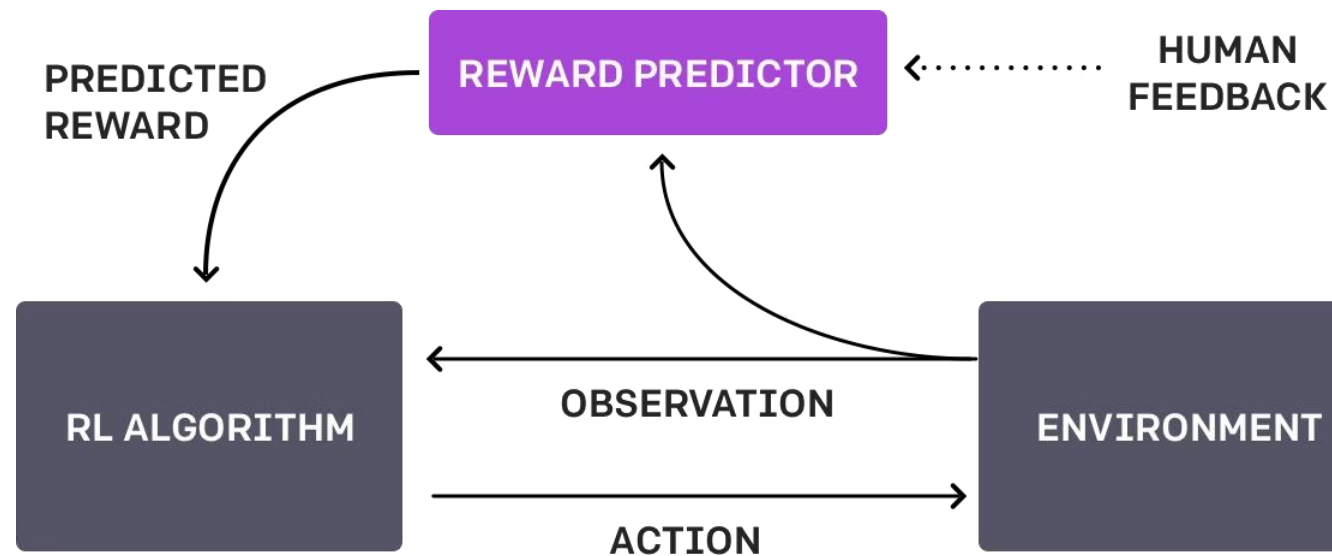 PREDICTED
REWARD
REWARD PREDICTOR
HUMAN
FEEDBACK
OBSERVATION
RL ALGORITHM
ENVIRONMENT
ACTION